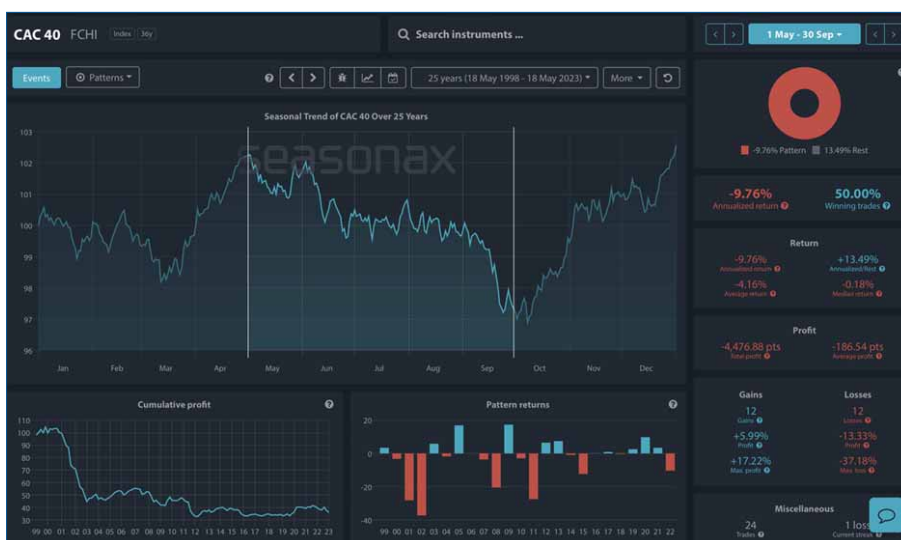 CAC 40 FCHI Index 36y
Search instruments ...
1 May - 30 Sep
Events
Patterns
25 years (18 May 1998 - 18 May 2023)
More
Seasonal Trend of CAC 40 Over 25 Years
seasonax
103
102
101
100
99
98
97
96
Jan Feb Mar Apr May Jun Jul Aug Sep Oct Nov Dec
-9.76% Pattern 13.49% Rest
-9.76% 50.00%
Annualized return Winning trades
Return
-9.76% +13.49%
Annualized return Annualized/Rest
-4.16% -0.18%
Average return Median return
Profit
-4,476.88 pts -186.54 pts
Total profit Average profit
Gains Losses
12 12
Gains Losses
+5.99% -13.33%
Profit Profit
+17.22% -37.18%
Max. profit Max. loss
Miscellaneous
24 1 loss
Trades Current streak
Cumulative profit
110
100
90
80
70
60
50
40
30
99 00 01 02 03 04 05 06 07 08 09 10 11 12 13 14 15 16 17 18 19 20 21 22 23
Pattern returns
20
0
-20
-40
99 00 01 02 03 04 05 06 07 08 09 10 11 12 13 14 15 16 17 18 19 20 21 22